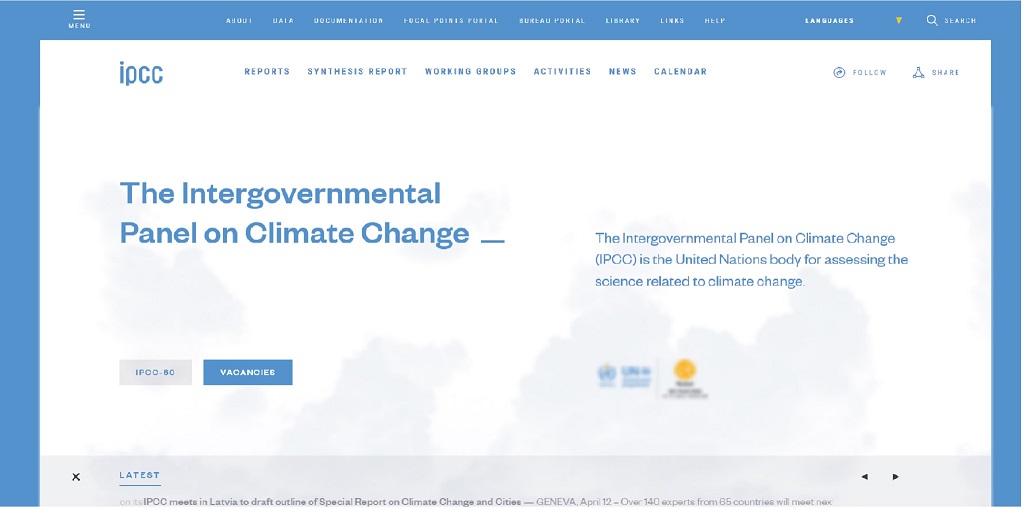 MENU
ABOUT DATA DOCUMENTATION FOCAL POINTS PORTAL BUREAU PORTAL LIBRARY LINKS HELP LANGUAGES SEARCH
ipcc REPORTS SYNTHESIS REPORT WORKING GROUPS ACTIVITIES NEWS CALENDAR FOLLOW SHARE
The Intergovernmental
Panel on Climate Change
The Intergovernmental Panel on Climate Change
(IPCC) is the United Nations body for assessing the
science related to climate change.
IPCC-60 VACANCIES
UN
LATEST
on its IPCC meets in Latvia to draft outline of Special Report on Climate Change and Cities — GENEVA, April 12 – Over 140 experts from 65 countries will meet nex